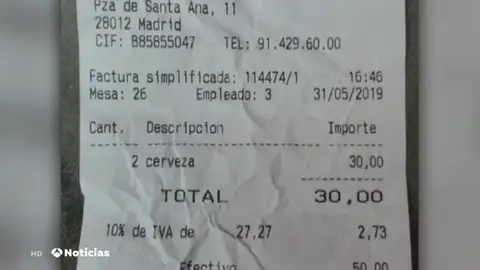 Pza de Santa Ana, 11
28012 Madrid
CIF: B85855047 TEL; 91.429.60.00
Factura simplificada: 114474/1 16:46
Mesa: 26 Empleado: 3 31/05/2019
Cant. Descripcion Importe
2 cerveza 30,00
TOTAL 30,00
10% de IVA de 27,27 2,73
Efectivo 50,00
HD Noticias